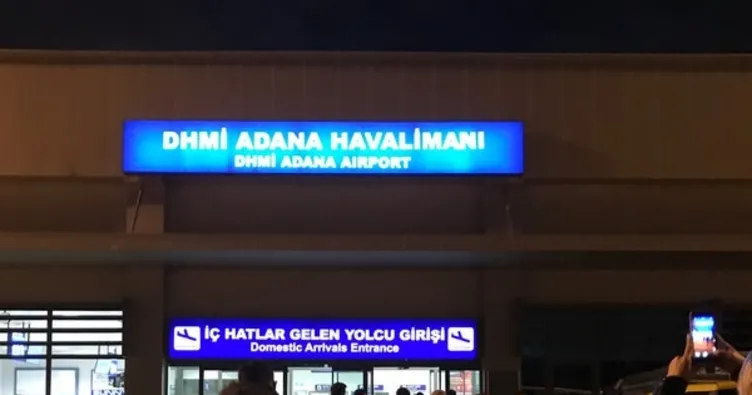 DHMİ ADANA HAVALİMANI
DHMİ ADANA AIRPORT
İÇ HATLAR GELEN YOLCU GİRİŞİ
Domestic Arrivals Entrance